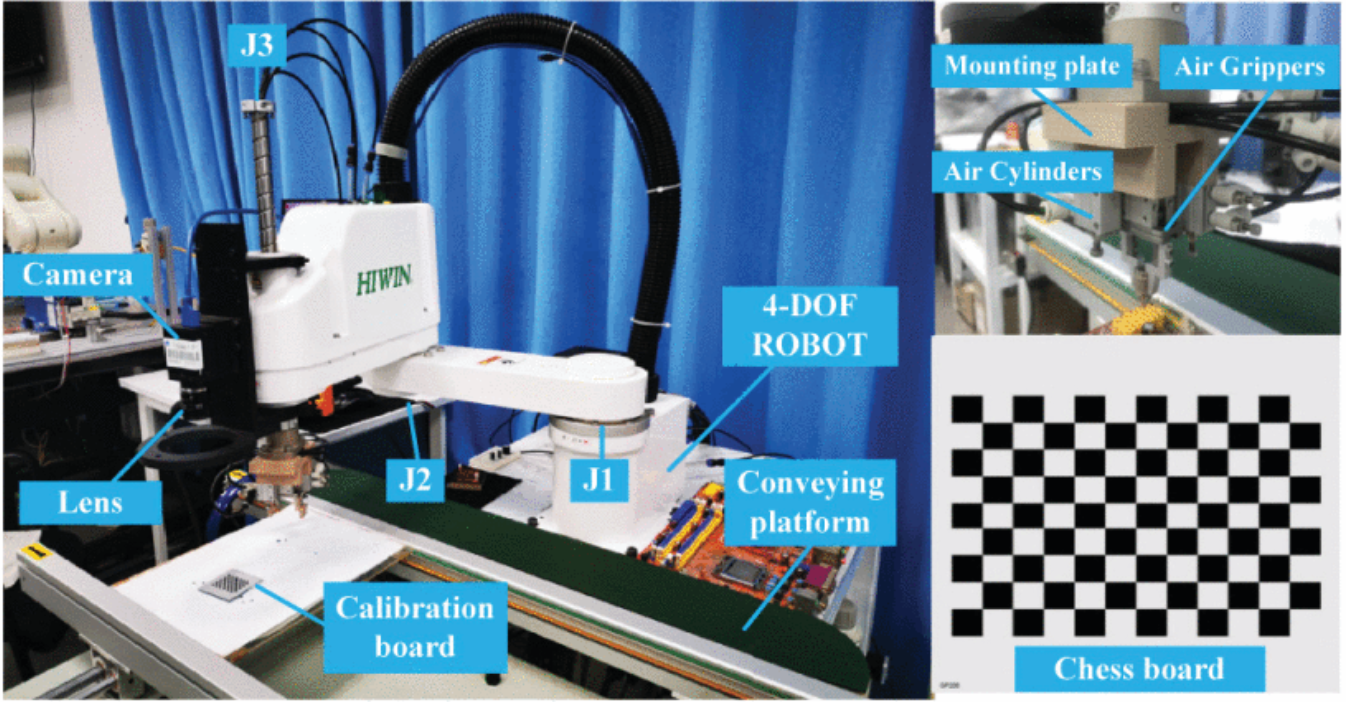 J3
Mounting plate
Air Grippers
Air Cylinders
Camera
HIWIN
4-DOF
ROBOT
J2
J1
Conveying
platform
Lens
Calibration
board
Chess board